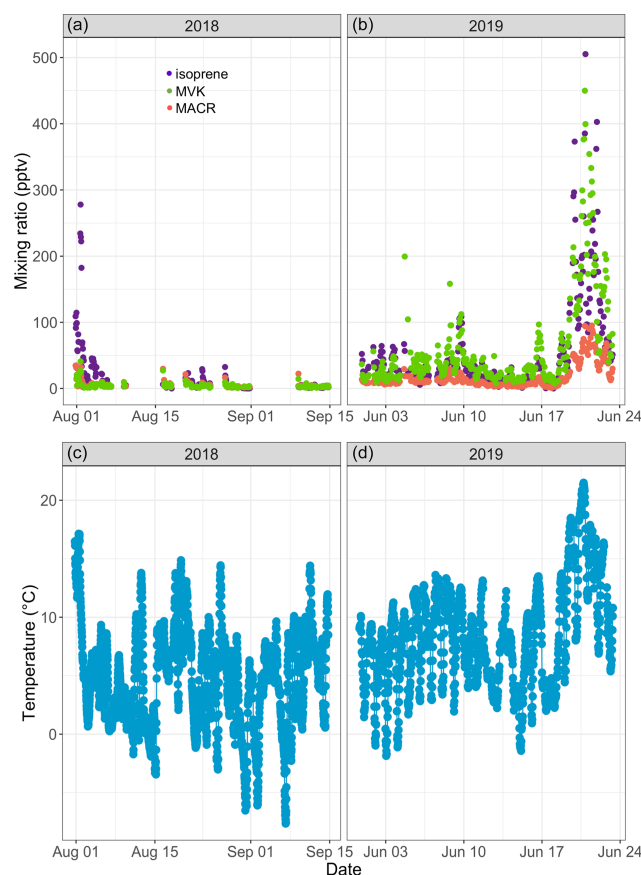 (a) 2018 (b) 2019
isoprene
MVK
MACR
500
400
300
200
100
0
Mixing ratio (pptv)
Aug 01 Aug 15 Sep 01 Sep 15 Jun 03 Jun 10 Jun 17 Jun 24
(c) 2018 (d) 2019
20
10
0
Temperature (°C)
Aug 01 Aug 15 Sep 01 Sep 15 Jun 03 Jun 10 Jun 17 Jun 24
Date